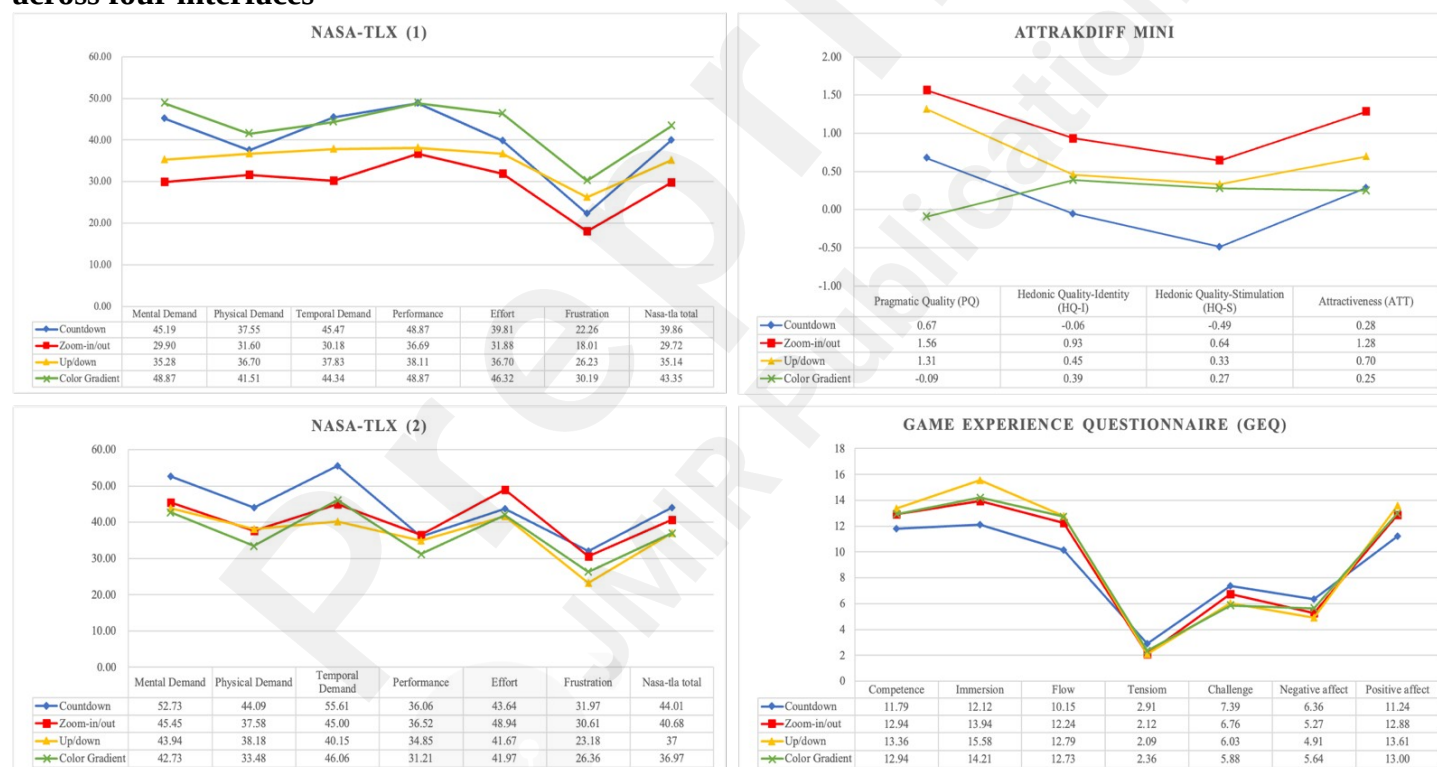 across four interfaces
NASA-TLX (1)
60.00
50.00
40.00
30.00
20.00
10.00
0.00
Mental Demand Physical Demand Temporal Demand Performance Effort Frustration Nasa-tla total
Countdown 45.19 37.55 45.47 48.87 39.81 22.26 39.86
Zoom-in/out 29.90 31.60 30.18 36.69 31.88 18.01 29.72
Up/down 35.28 36.70 37.83 38.11 36.70 26.23 35.14
Color Gradient 48.87 41.51 44.34 48.87 46.32 30.19 43.35
ATTRAKDIFF MINI
2.00
1.50
1.00
0.50
0.00
-0.50
-1.00
Pragmatic Quality (PQ) Hedonic Quality-Identity (HQ-I) Hedonic Quality-Stimulation (HQ-S) Attractiveness (ATT)
Countdown 0.67 -0.06 -0.49 0.28
Zoom-in/out 1.56 0.93 0.64 1.28
Up/down 1.31 0.45 0.33 0.70
Color Gradient -0.09 0.39 0.27 0.25
NASA-TLX (2)
60.00
50.00
40.00
30.00
20.00
10.00
0.00
Mental Demand Physical Demand Temporal Demand Performance Effort Frustration Nasa-tla total
Countdown 52.73 44.09 55.61 36.06 43.64 31.97 44.01
Zoom-in/out 45.45 37.58 45.00 36.52 48.94 30.61 40.68
Up/down 43.94 38.18 40.15 34.85 41.67 23.18 37
Color Gradient 42.73 33.48 46.06 31.21 41.97 26.36 36.97
GAME EXPERIENCE QUESTIONNAIRE (GEQ)
18
16
14
12
10
8
6
4
2
0
Competence Immersion Flow Tensiom Challenge Negative affect Positive affect
Countdown 11.79 12.12 10.15 2.91 7.39 6.36 11.24
Zoom-in/out 12.94 13.94 12.24 2.12 6.76 5.27 12.88
Up/down 13.36 15.58 12.79 2.09 6.03 4.91 13.61
Color Gradient 12.94 14.21 12.73 2.36 5.88 5.64 13.00
Prepri
JMIR Publication